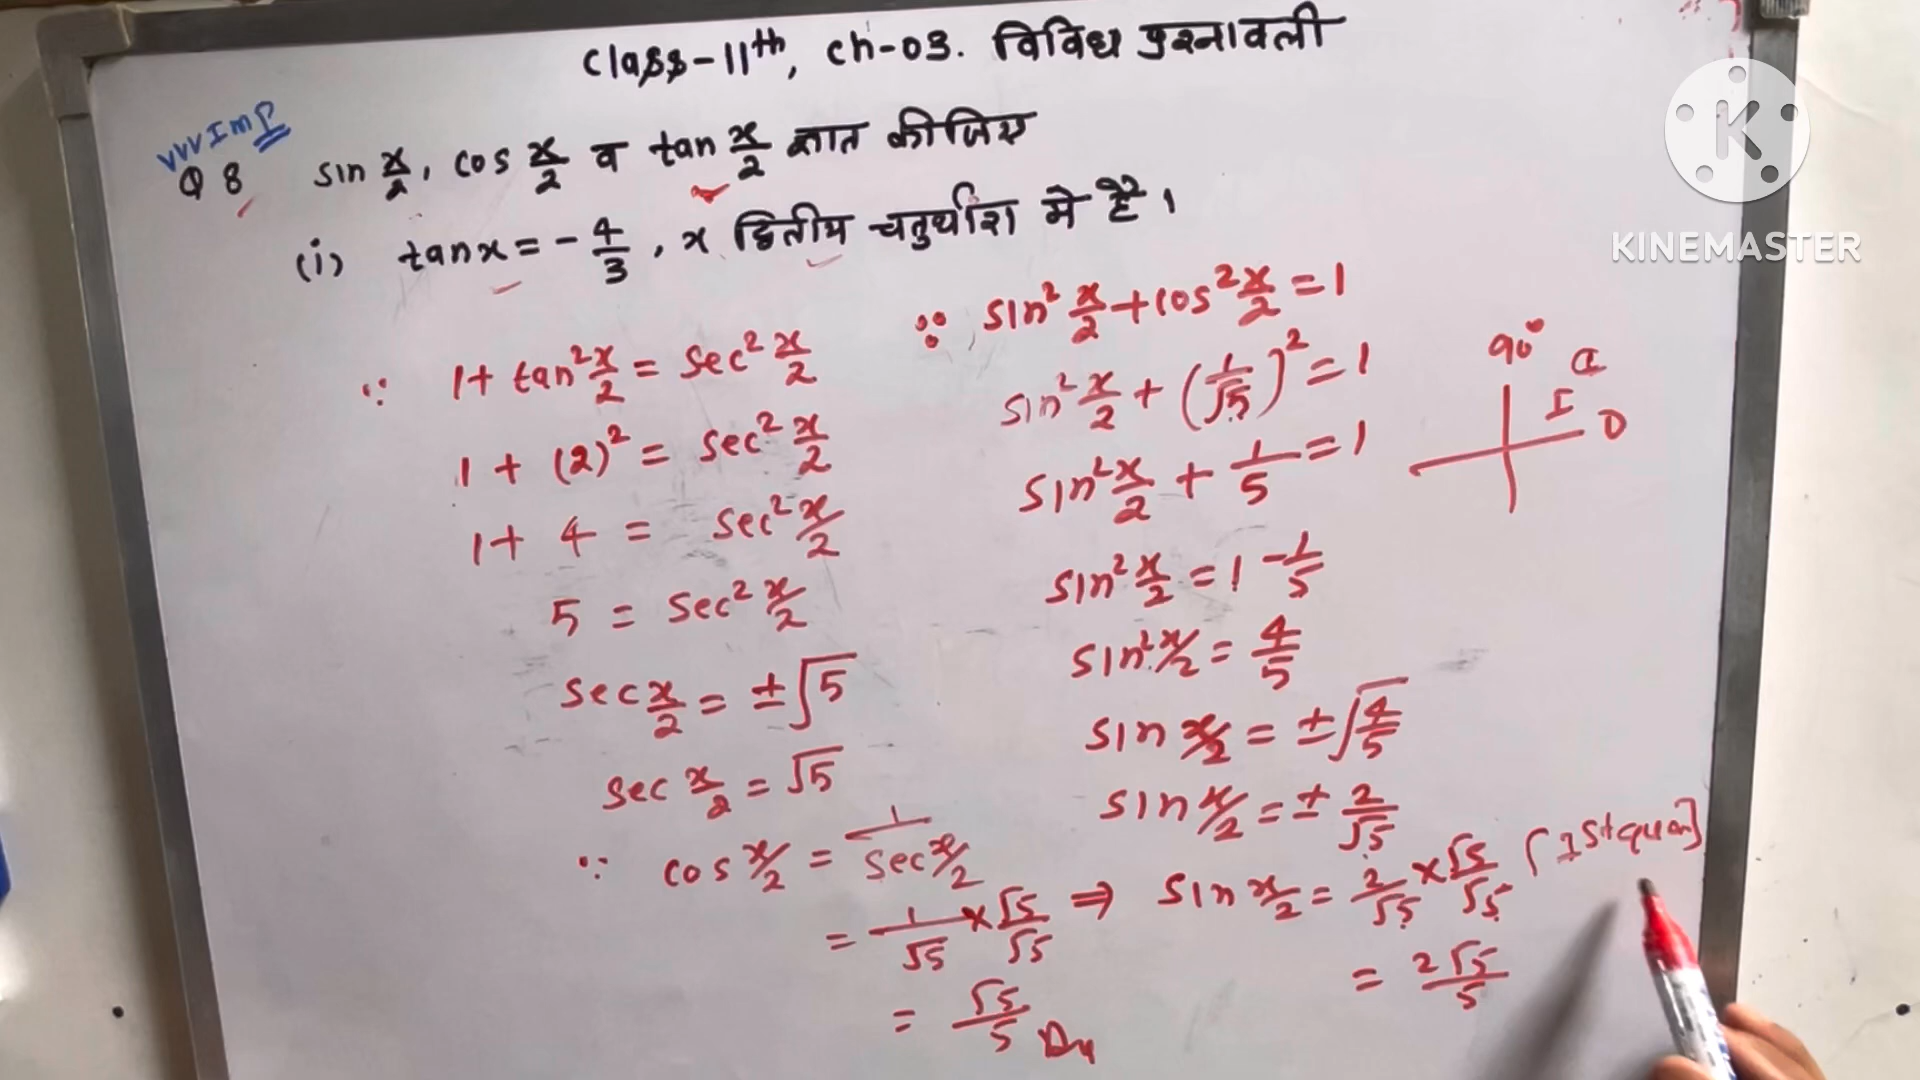 Class-11th, Ch-03. विविध प्रश्नावली
VVV Imp
Q 8 sin x/2, cos x/2 व tan x/2 ज्ञात कीजिए
(i) tanx = -4/3, x द्वितीय चतुर्थांश में है।
∵ 1 + tan² x/2 = sec² x/2
1 + (2)² = sec² x/2
1 + 4 = sec² x/2
5 = sec² x/2
sec x/2 = ±√5
sec x/2 = √5
∵ cos x/2 = 1/sec x/2
= 1/√5 × √5/√5
= √5/5
∵ sin² x/2 + cos² x/2 = 1
sin² x/2 + (1/√5)² = 1
sin² x/2 + 1/5 = 1
sin² x/2 = 1 - 1/5
sin² x/2 = 4/5
sin x/2 = ±√4/5
sin x/2 = ± 2/√5
⇒ sin x/2 = 2/√5 × √5/√5 [Ist quad]
= 2√5/5
90°
I
0
K
KINEMASTER